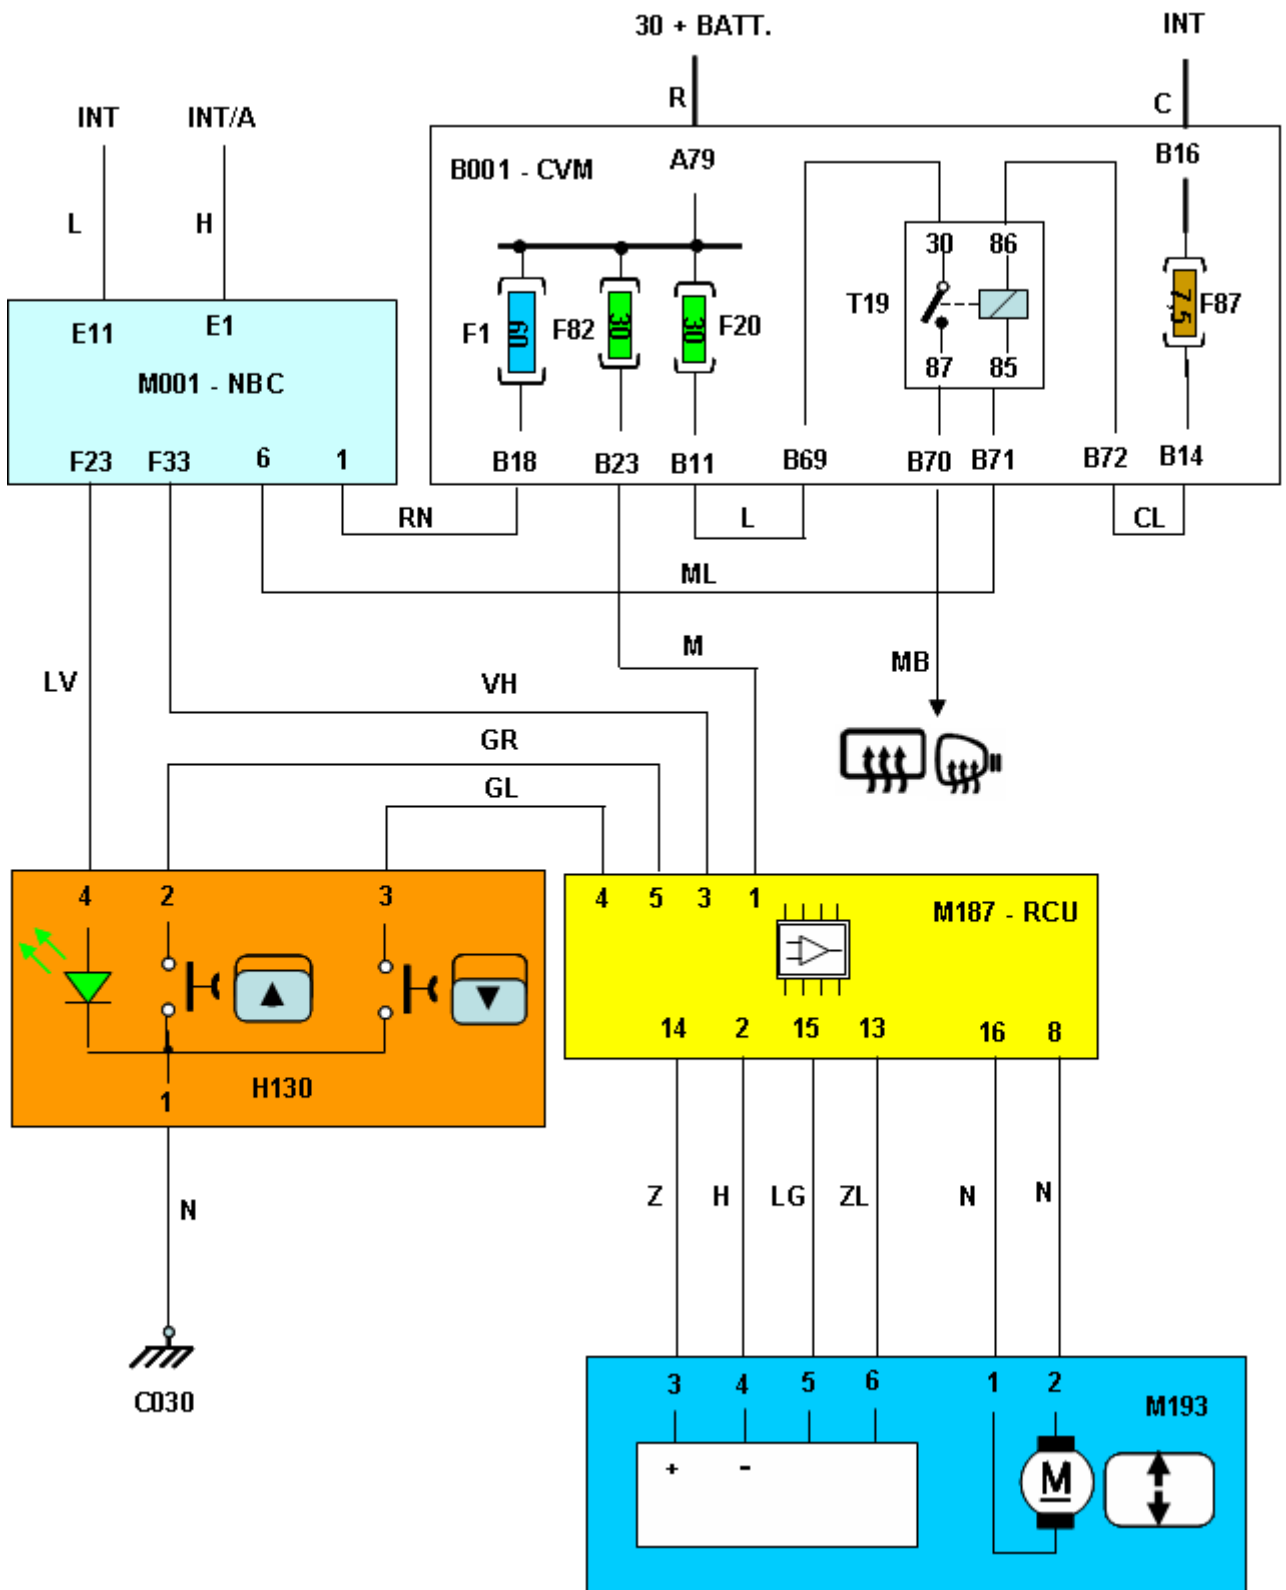 30 + BATT.
INT
R
C
INT
INT/A
L
H
B001 - CVM
A79
B16
E11
E1
M001 - NBC
F23
F33
6
1
F1
60
F82
30
30
F20
T19
30
86
87
85
7,5
F87
B18
B23
B11
B69
B70
B71
B72
B14
RN
L
CL
ML
M
MB
LV
VH
GR
GL
4
2
3
H130
1
4
5
3
1
M187 - RCU
14
2
15
13
16
8
N
C030
Z
H
LG
ZL
N
N
3
4
5
6
1
2
M193
+
-
M